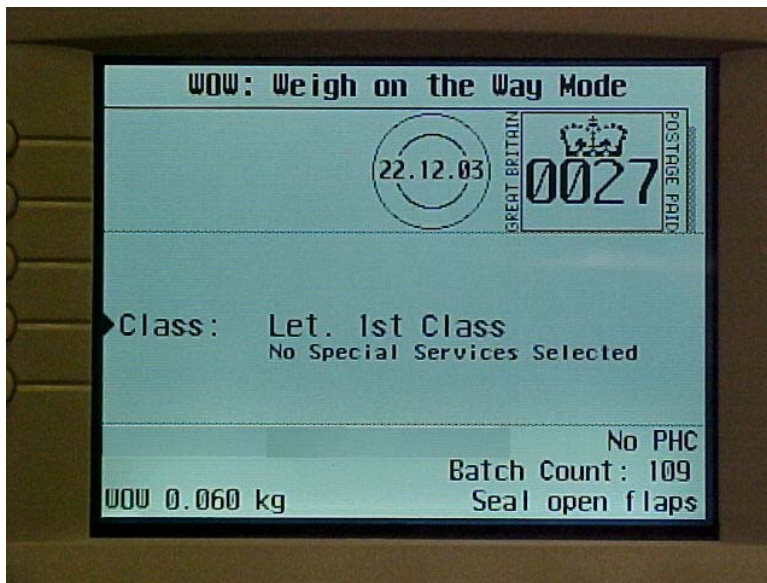 WOW: Weigh on the Way Mode
22.12.03
GREAT BRITAIN
0027
POSTAGE PAID
Class: Let. 1st Class
No Special Services Selected
No PHC
Batch Count: 109
WOW 0.060 kg Seal open flaps